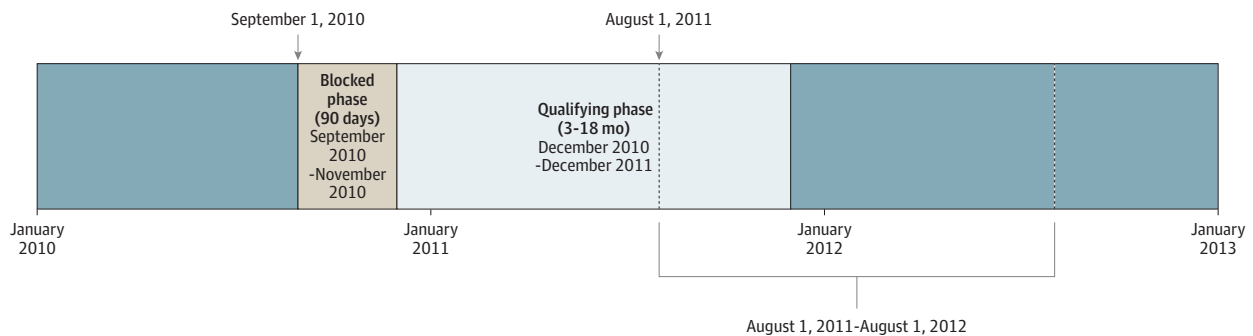 September 1, 2010
August 1, 2011
Blocked
phase
(90 days)
September
2010
-November
2010
Qualifying phase
(3-18 mo)
December 2010
-December 2011
January
2010
January
2011
January
2012
January
2013
August 1, 2011-August 1, 2012